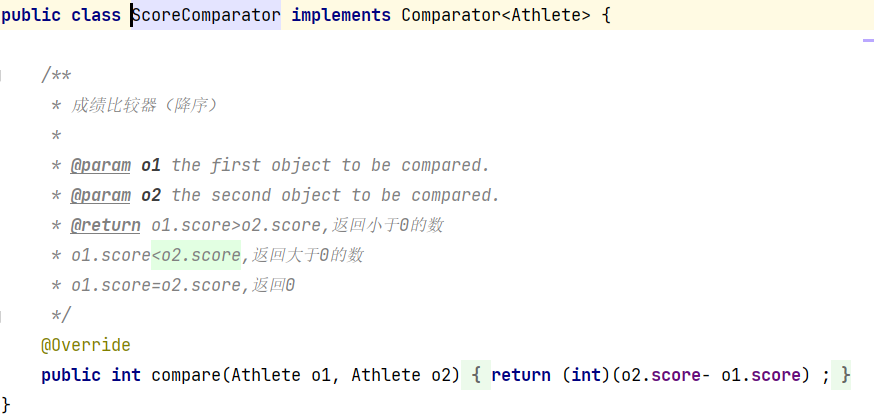 public class ScoreComparator implements Comparator<Athlete> {
/**
* 成绩比较器（降序）
*
* @param o1 the first object to be compared.
* @param o2 the second object to be compared.
* @return o1.score>o2.score,返回小于0的数
* o1.score<o2.score,返回大于0的数
* o1.score=o2.score,返回0
*/
@Override
public int compare(Athlete o1, Athlete o2) { return (int)(o2.score- o1.score) ; }
}